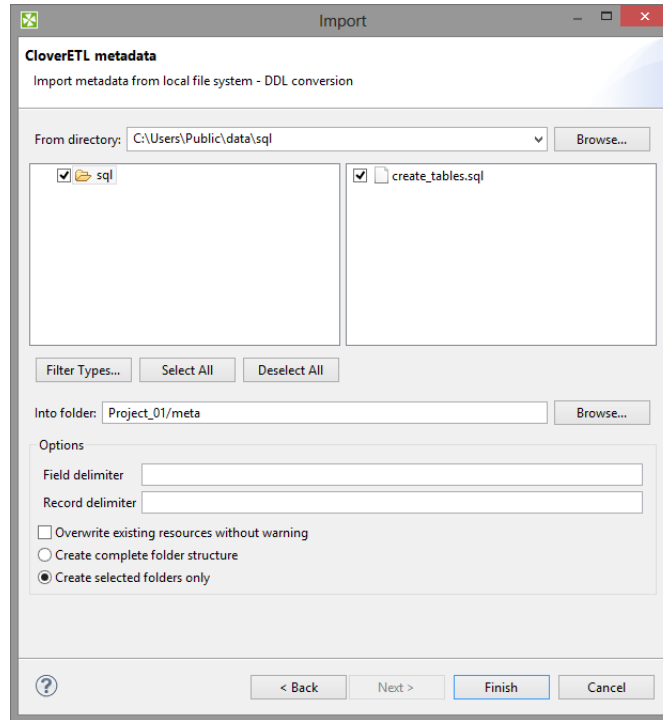 Import
CloverETL metadata
Import metadata from local file system - DDL conversion
From directory: C:\Users\Public\data\sql Browse...
sql create_tables.sql
Filter Types... Select All Deselect All
Into folder: Project_01/meta Browse...
Options
Field delimiter
Record delimiter
Overwrite existing resources without warning
Create complete folder structure
Create selected folders only
? < Back Next > Finish Cancel